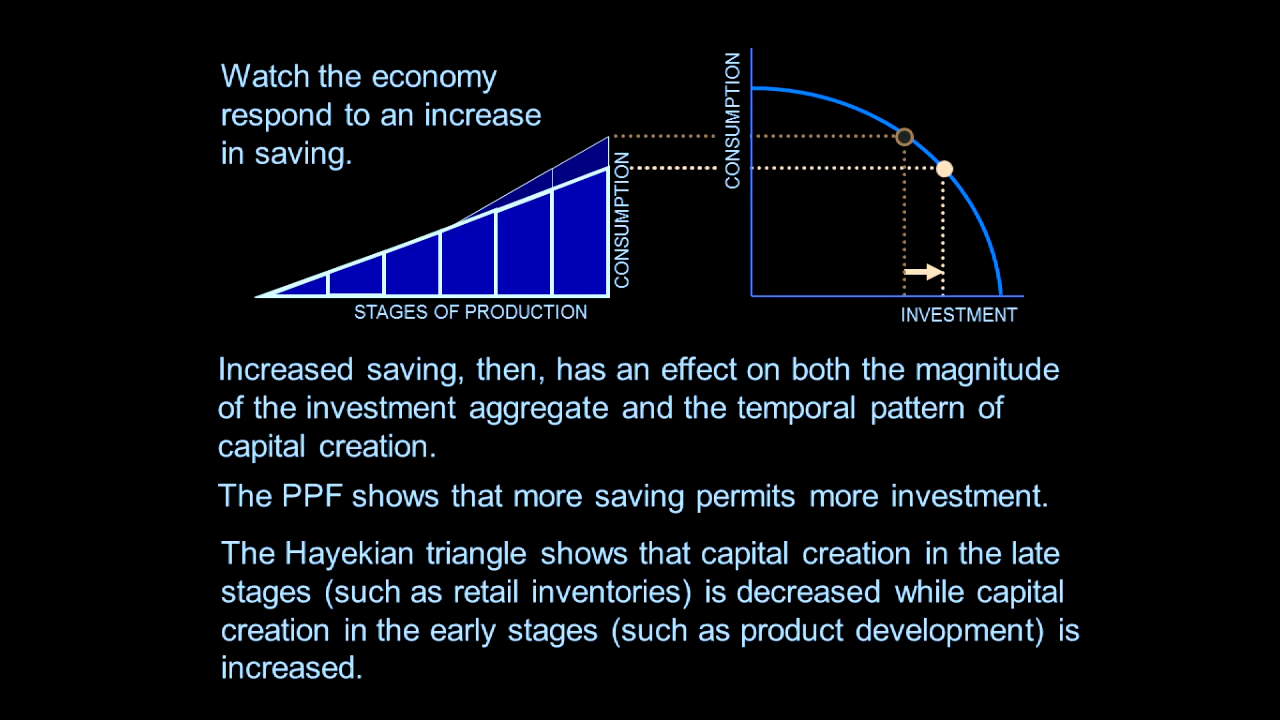 Watch the economy
respond to an increase
in saving.
CONSUMPTION
STAGES OF PRODUCTION
CONSUMPTION
INVESTMENT
Increased saving, then, has an effect on both the magnitude
of the investment aggregate and the temporal pattern of
capital creation.
The PPF shows that more saving permits more investment.
The Hayekian triangle shows that capital creation in the late
stages (such as retail inventories) is decreased while capital
creation in the early stages (such as product development) is
increased.